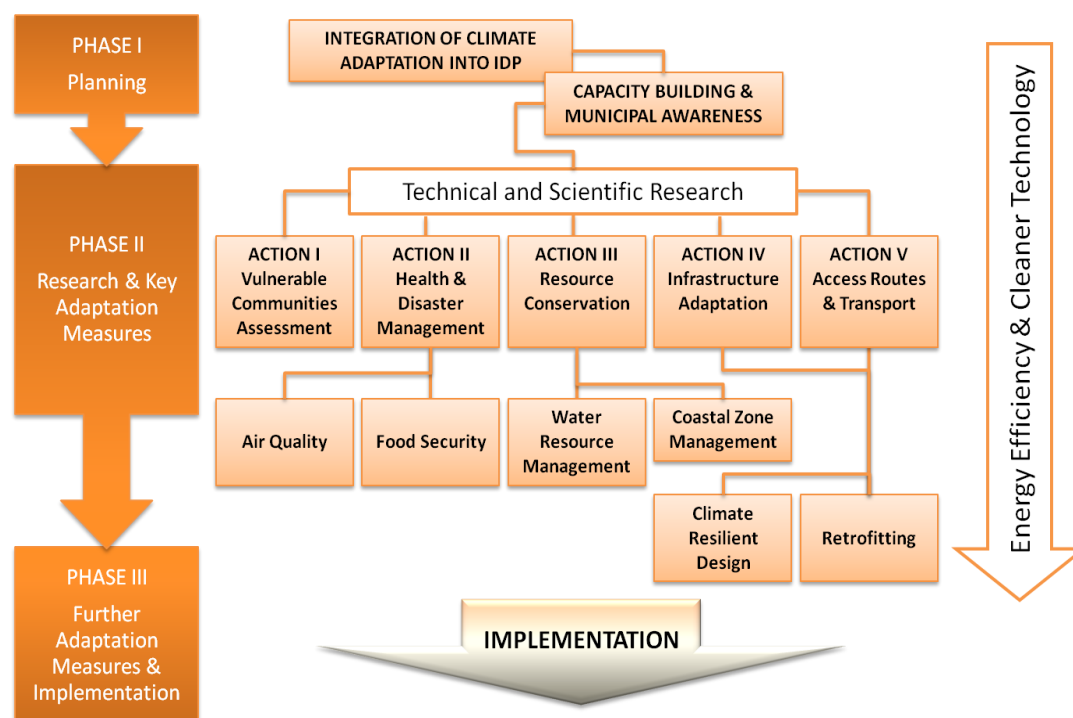 PHASE I
Planning
INTEGRATION OF CLIMATE
ADAPTATION INTO IDP
CAPACITY BUILDING &
MUNICIPAL AWARENESS
PHASE II
Research & Key
Adaptation
Measures
Technical and Scientific Research
ACTION I
Vulnerable
Communities
Assessment
ACTION II
Health &
Disaster
Management
ACTION III
Resource
Conservation
ACTION IV
Infrastructure
Adaptation
ACTION V
Access Routes
& Transport
Air Quality
Food Security
Water
Resource
Management
Coastal Zone
Management
Climate
Resilient
Design
Retrofitting
PHASE III
Further
Adaptation
Measures &
Implementation
IMPLEMENTATION
Energy Efficiency & Cleaner Technology